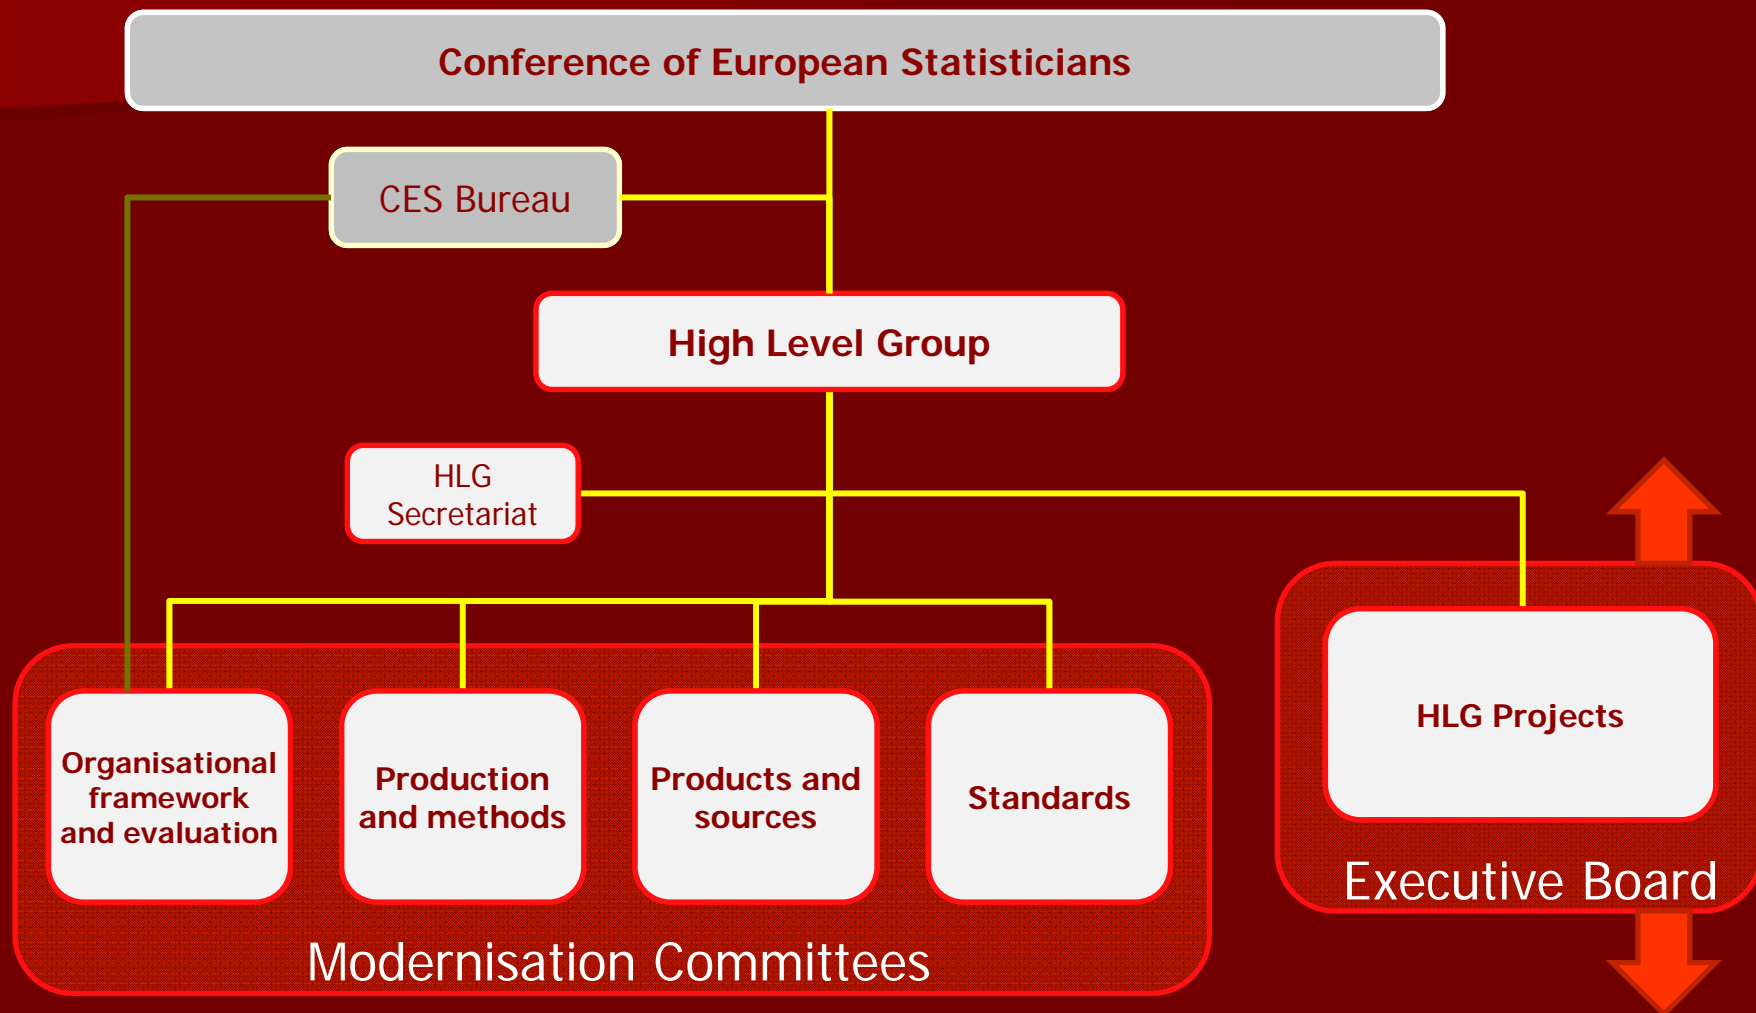 Conference of European Statisticians
CES Bureau
High Level Group
HLG
Secretariat
Organisational
framework
and evaluation
Production
and methods
Products and
sources
Standards
Modernisation Committees
HLG Projects
Executive Board